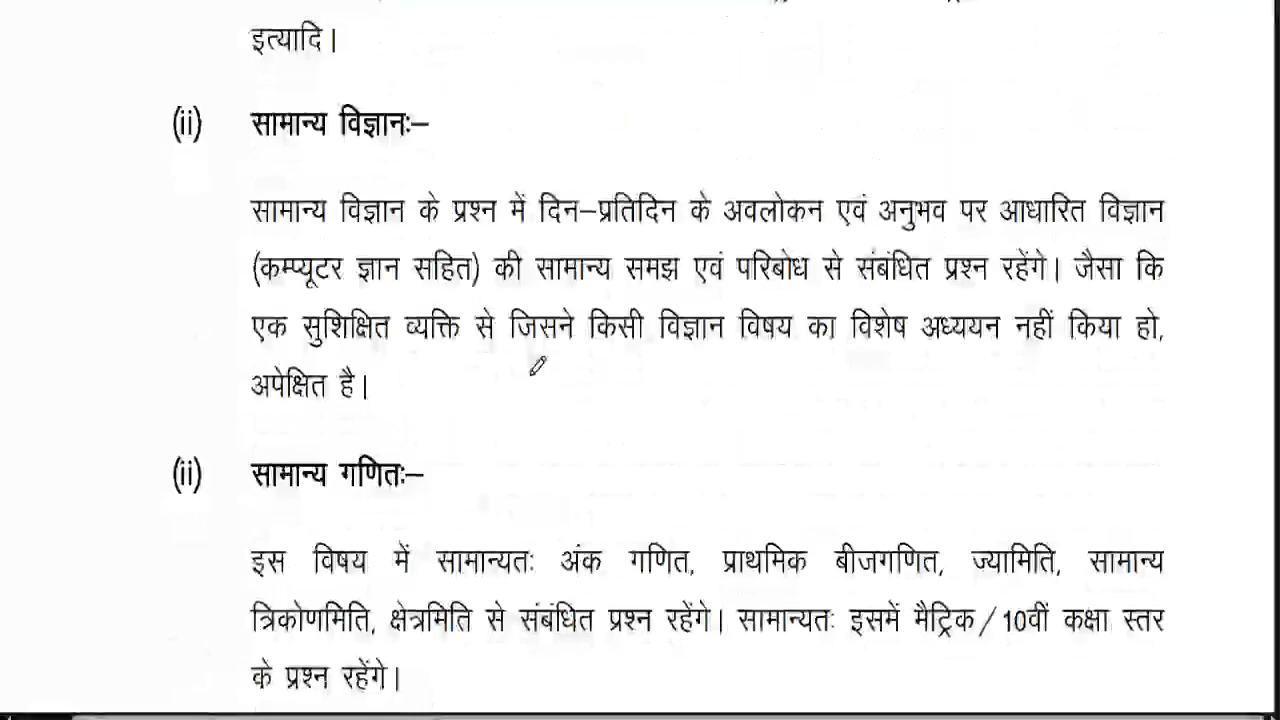 इत्यादि।
(ii) सामान्य विज्ञानः–
सामान्य विज्ञान के प्रश्न में दिन–प्रतिदिन के अवलोकन एवं अनुभव पर आधारित विज्ञान
(कम्प्यूटर ज्ञान सहित) की सामान्य समझ एवं परिबोध से संबंधित प्रश्न रहेंगे। जैसा कि
एक सुशिक्षित व्यक्ति से जिसने किसी विज्ञान विषय का विशेष अध्ययन नहीं किया हो,
अपेक्षित है।
(ii) सामान्य गणितः–
इस विषय में सामान्यतः अंक गणित, प्राथमिक बीजगणित, ज्यामिति, सामान्य
त्रिकोणमिति, क्षेत्रमिति से संबंधित प्रश्न रहेंगे। सामान्यतः इसमें मैट्रिक/10वीं कक्षा स्तर
के प्रश्न रहेंगे।